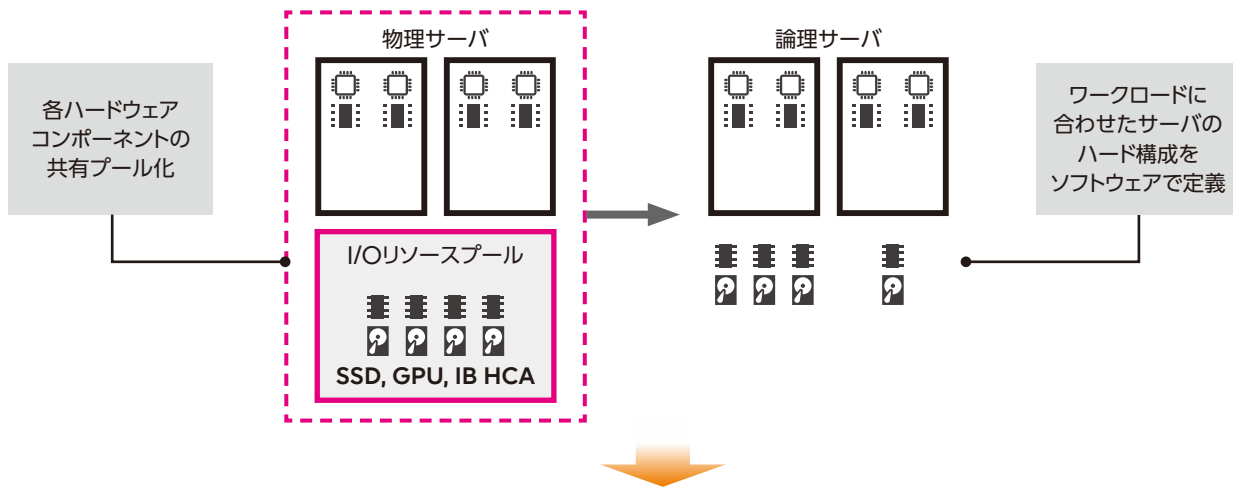 物理サーバ
論理サーバ
各ハードウェア
コンポーネントの
共有プール化
ワークロードに
合わせたサーバの
ハード構成を
ソフトウェアで定義
I/Oリソースプール
SSD, GPU, IB HCA